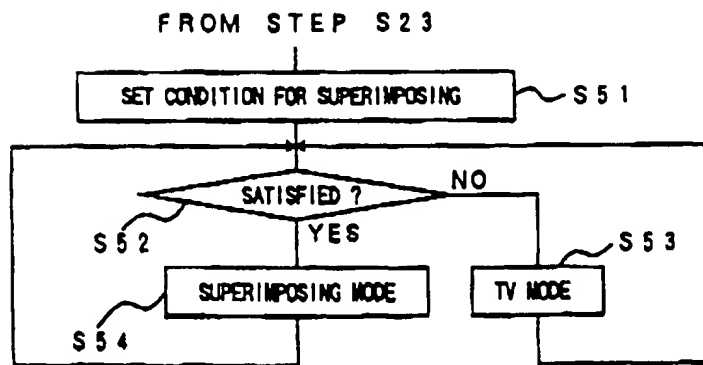 FROM STEP S23
SET CONDITION FOR SUPERIMPOSING
S51
SATISFIED ?
NO
S52
YES
S53
SUPERIMPOSING MODE
TV MODE
S54